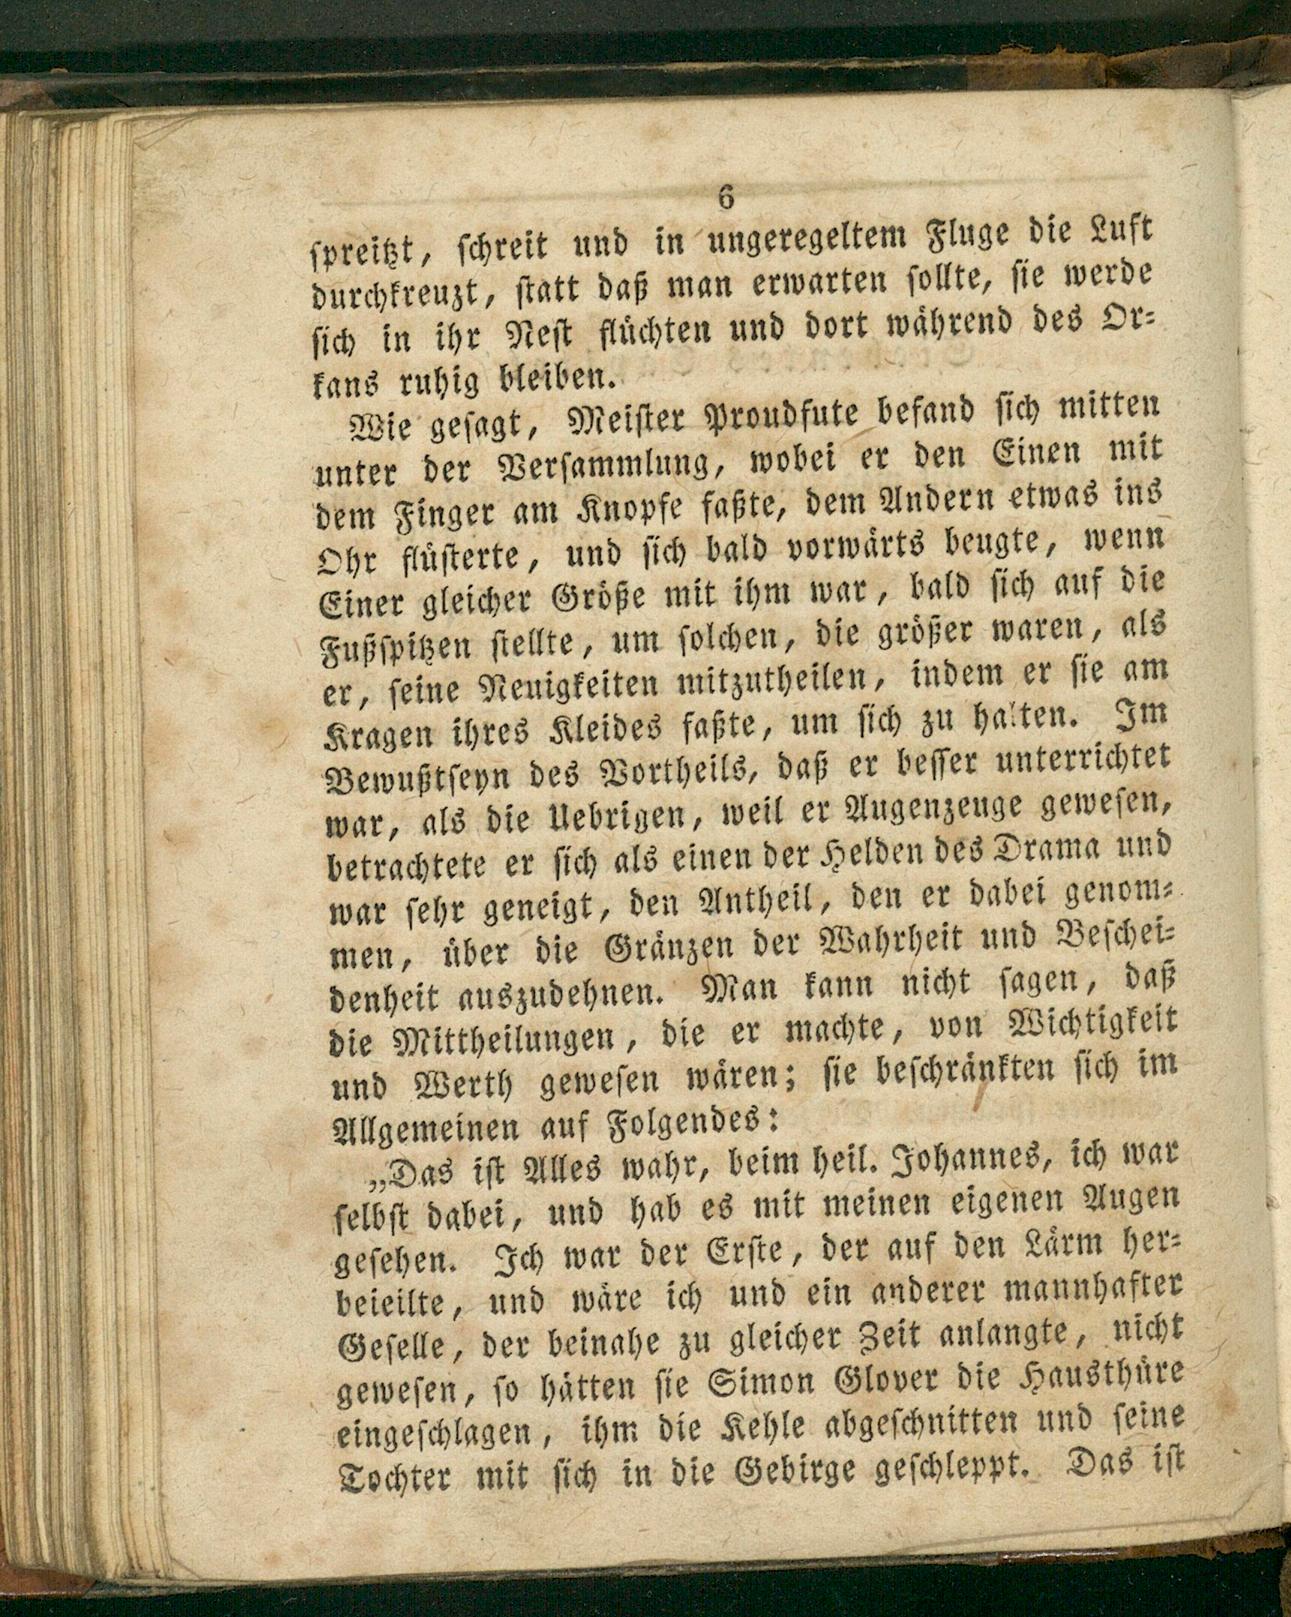 6
spreitzt, schreit und in ungeregeltem Fluge die Luft
durchkreuzt, statt daß man erwarten sollte, sie werde
sich in ihr Nest flüchten und dort während des Or-
kans ruhig bleiben.
Wie gesagt, Meister Proudfute befand sich mitten
unter der Versammlung, wobei er den Einen mit
dem Finger am Knopfe faßte, dem Andern etwas ins
Ohr flüsterte, und sich bald vorwärts beugte, wenn
Einer gleicher Größe mit ihm war, bald sich auf die
Fußspitzen stellte, um solchen, die größer waren, als
er, seine Neuigkeiten mitzutheilen, indem er sie am
Kragen ihres Kleides faßte, um sich zu halten. Im
Bewußtseyn des Vortheils, daß er besser unterrichtet
war, als die Uebrigen, weil er Augenzeuge gewesen,
betrachtete er sich als einen der Helden des Drama und
war sehr geneigt, den Antheil, den er dabei genom-
men, über die Gränzen der Wahrheit und Beschei-
denheit auszudehnen. Man kann nicht sagen, daß
die Mittheilungen, die er machte, von Wichtigkeit
und Werth gewesen wären; sie beschränkten sich im
Allgemeinen auf Folgendes:
„Das ist Alles wahr, beim heil. Johannes, ich war
selbst dabei, und hab es mit meinen eigenen Augen
gesehen. Ich war der Erste, der auf den Lärm her-
beieilte, und wäre ich und ein anderer mannhafter
Geselle, der beinahe zu gleicher Zeit anlangte, nicht
gewesen, so hätten sie Simon Glover die Hausthüre
eingeschlagen, ihm die Kehle abgeschnitten und seine
Tochter mit sich in die Gebirge geschleppt. Das ist